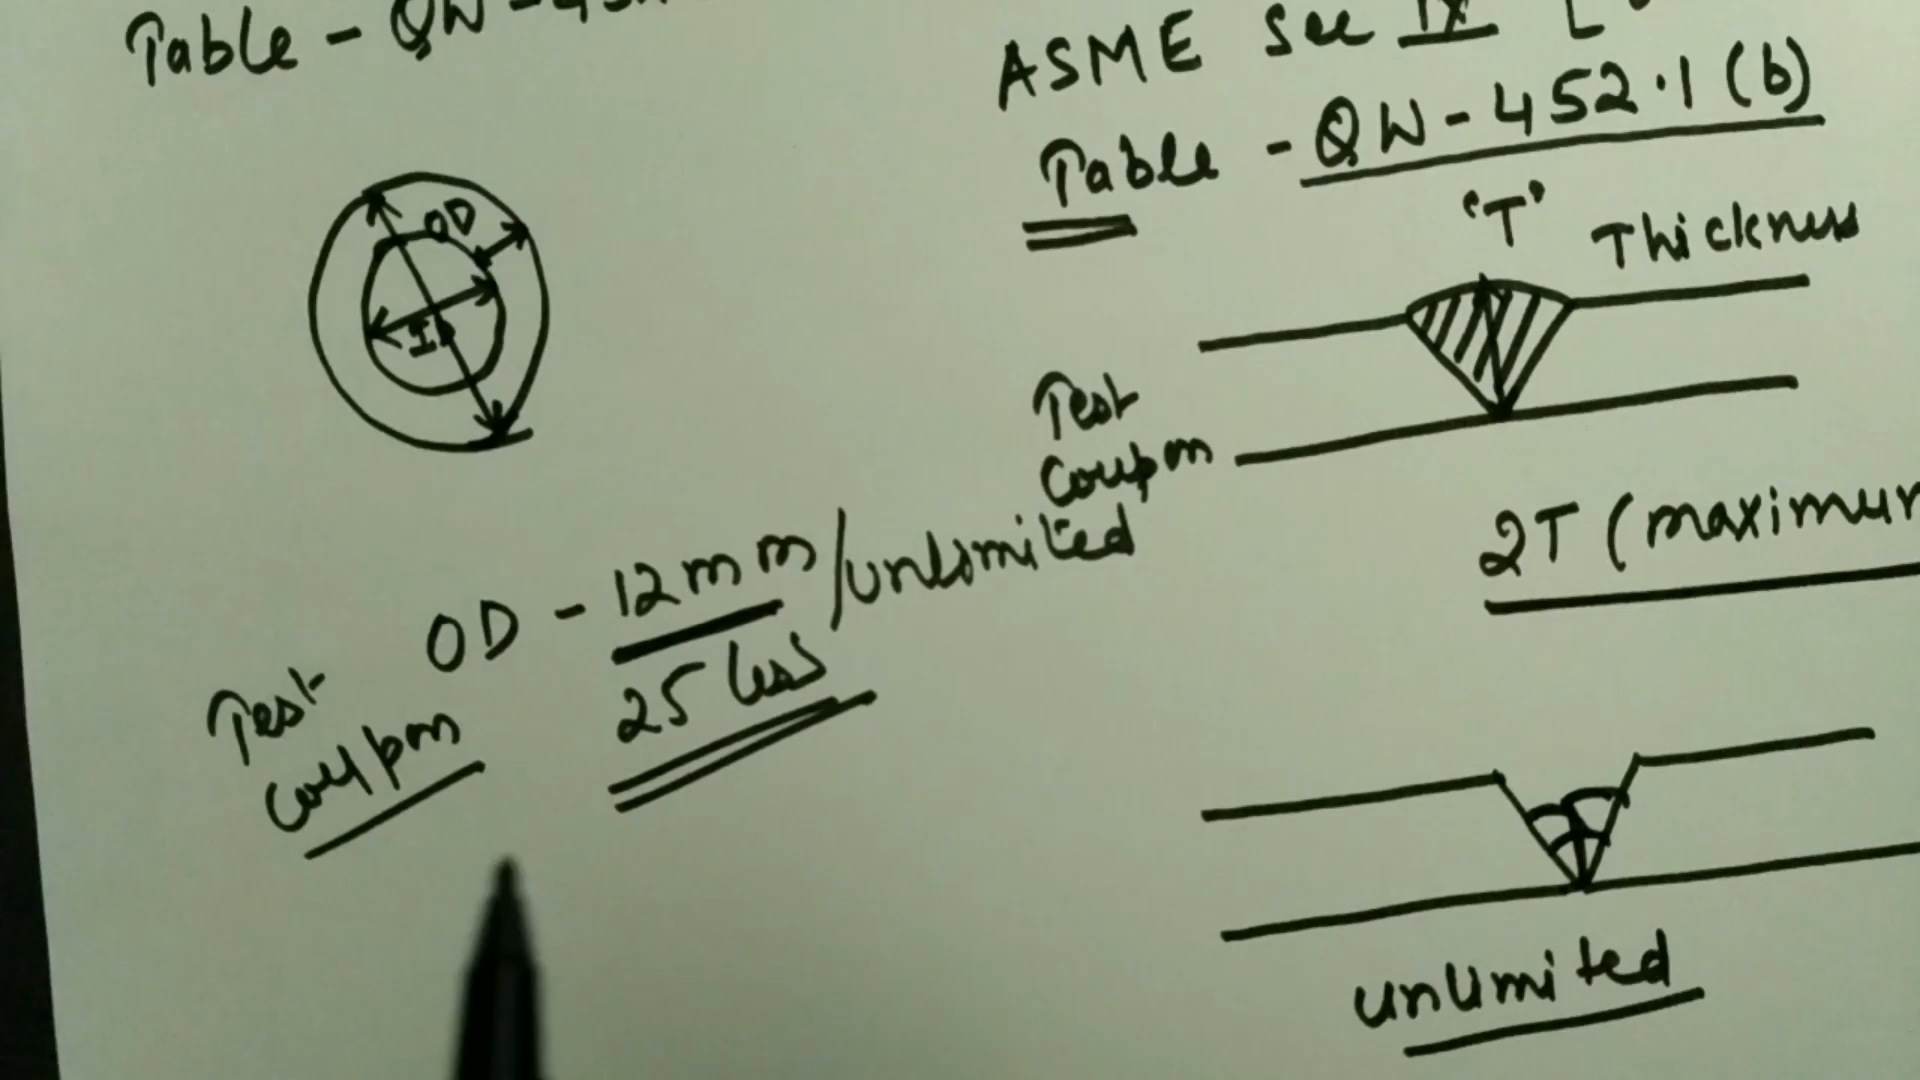 Table - QW - 45
OD
ID
Test Coupon
OD - 12mm/unlimited
25 less
ASME Sec IX
Table - QW - 452.1 (b)
'T' Thickness
Test
Coupon
2T (maximum
unlimited